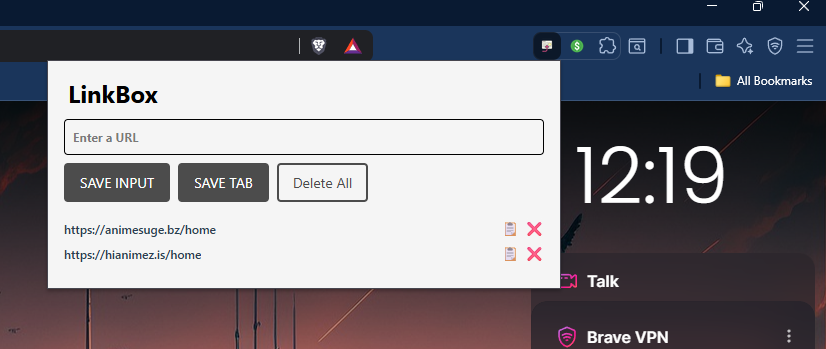 All Bookmarks
LinkBox
Enter a URL
SAVE INPUT SAVE TAB Delete All
https://animesuge.bz/home
https://hianimez.is/home
12:19
Talk
Brave VPN